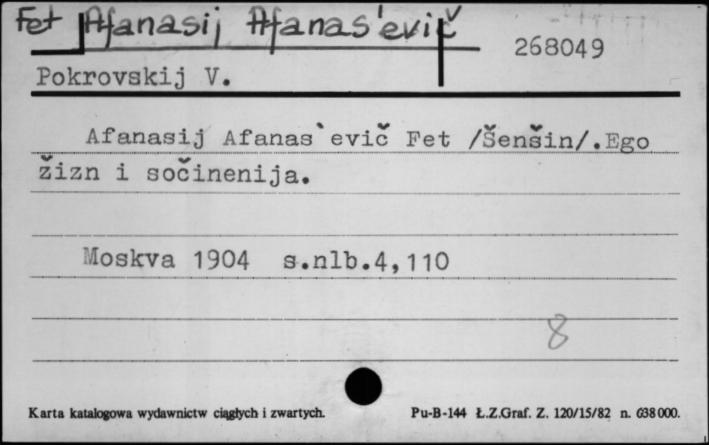 Fet Afanasij Afanas'evič
268049
Pokrovskij V.
Afanasij Afanas`evič Fet /Šenšin/.Ego
žizn i sočinenija.
Moskva 1904 s.nlb.4,110
8
Karta katalogowa wydawnictw ciągłych i zwartych.
Pu-B-144 Ł.Z.Graf. Z. 120/15/82 n. 638000.